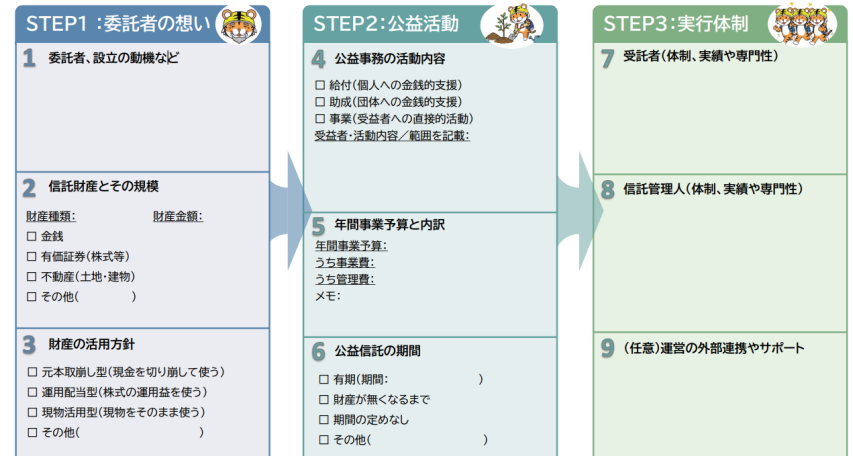 STEP1：委託者の想い
1 委託者、設立の動機など
2 信託財産とその規模
財産種類： 財産金額：
□ 金銭
□ 有価証券(株式等)
□ 不動産(土地・建物)
□ その他( )
3 財産の活用方針
□ 元本取崩し型(現金を切り崩して使う)
□ 運用配当型(株式の運用益を使う)
□ 現物活用型(現物をそのまま使う)
□ その他( )
STEP2：公益活動
4 公益事務の活動内容
□ 給付(個人への金銭的支援)
□ 助成(団体への金銭的支援)
□ 事業(受益者への直接的活動)
受益者・活動内容／範囲を記載：
5 年間事業予算と内訳
年間事業予算：
うち事業費：
うち管理費：
メモ：
6 公益信託の期間
□ 有期(期間： )
□ 財産が無くなるまで
□ 期間の定めなし
□ その他( )
STEP3：実行体制
7 受託者(体制、実績や専門性)
8 信託管理人(体制、実績や専門性)
9 (任意)運営の外部連携やサポート